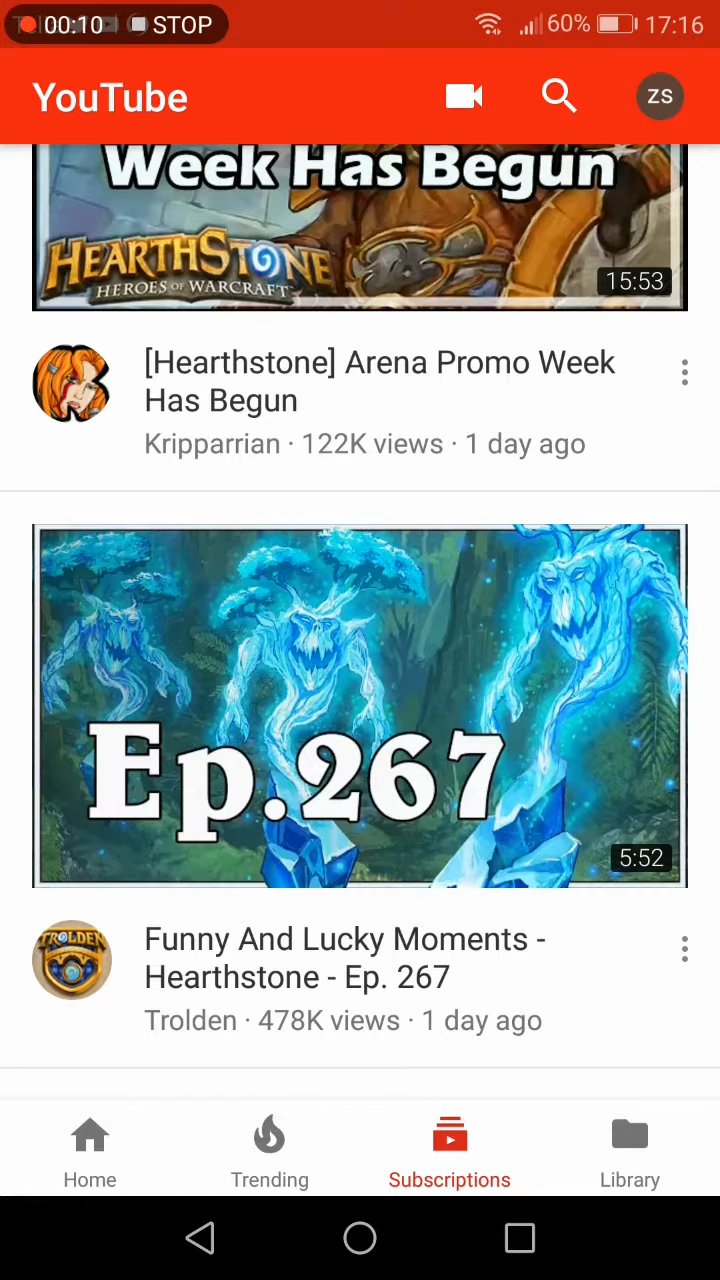 00:10 STOP 60% 17:16
YouTube ZS
Week Has Begun
HEARTHSTONE
HEROES OF WARCRAFT
15:53
[Hearthstone] Arena Promo Week
Has Begun
Kripparrian · 122K views · 1 day ago
Ep.267
5:52
TROLDEN
Funny And Lucky Moments -
Hearthstone - Ep. 267
Trolden · 478K views · 1 day ago
Home Trending Subscriptions Library